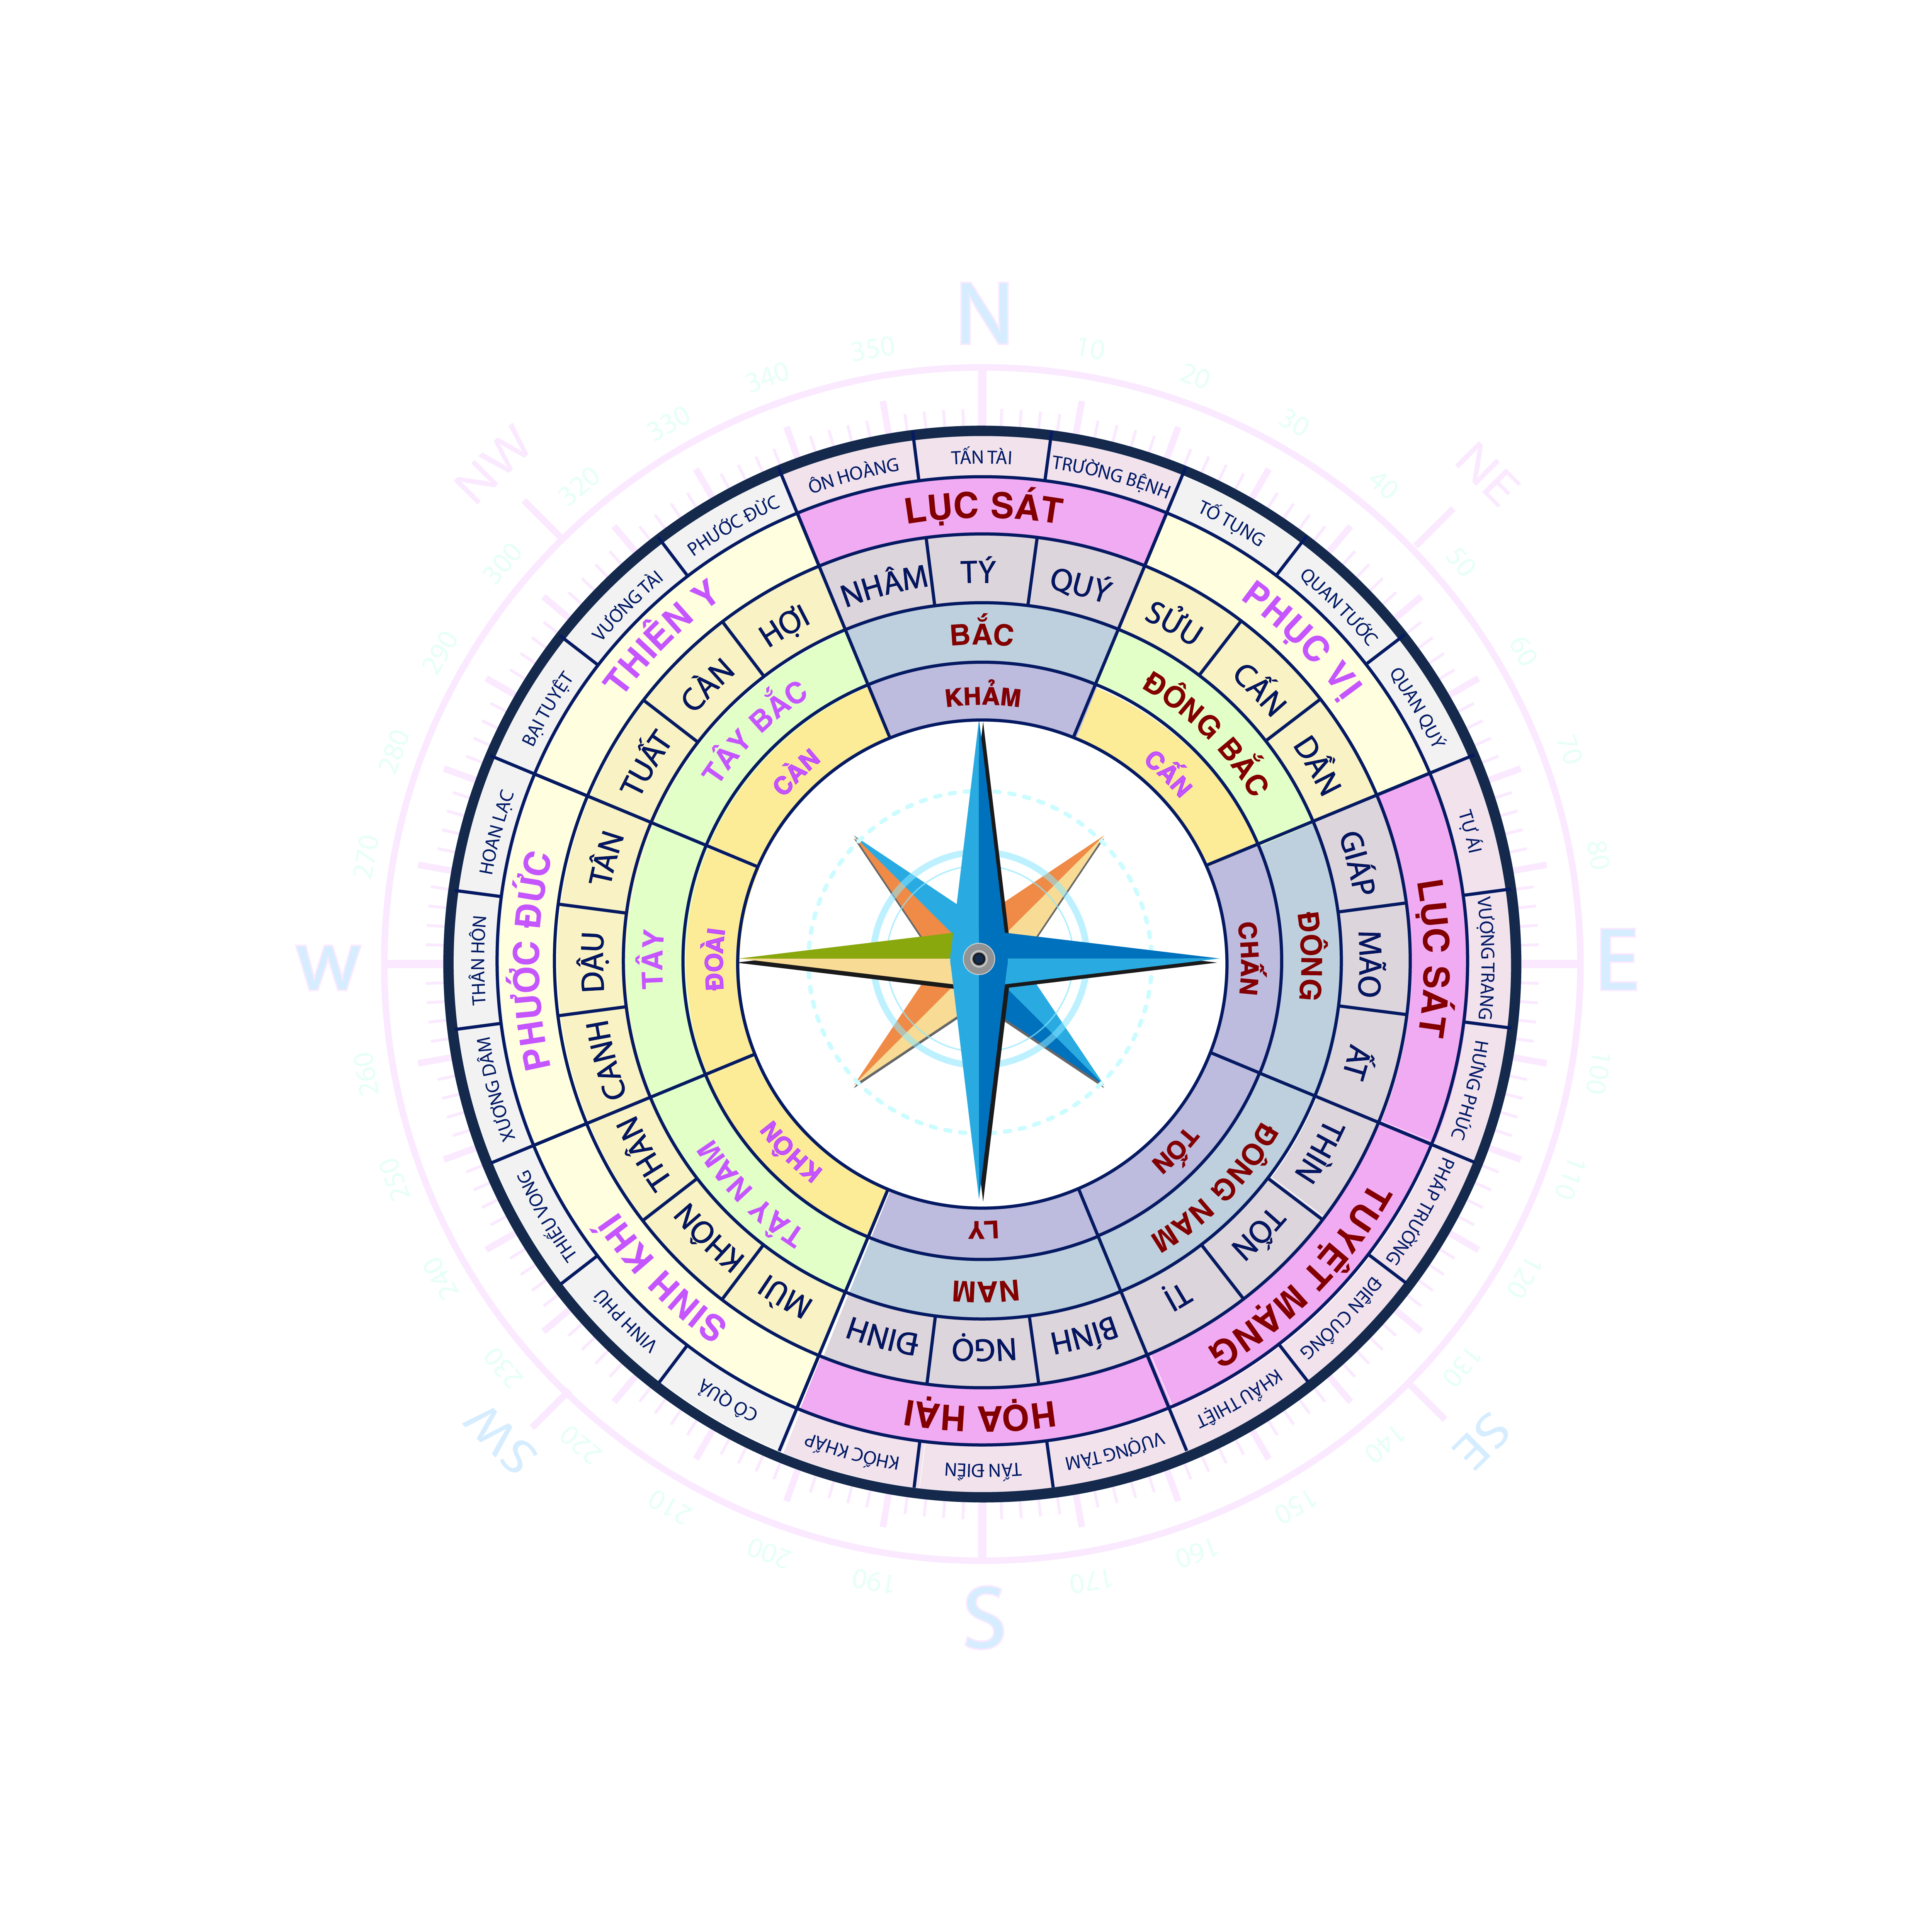 N
10
20
30
40
NE
50
60
70
80
E
100
110
120
130
SE
140
150
160
170
S
190
200
210
220
SW
230
240
250
260
W
270
280
290
300
320
NW
330
340
350
ÔN HOÀNG
TẤN TÀI
TRƯỜNG BỆNH
TỐ TỤNG
QUAN TƯỚC
QUAN QUÝ
TỰ ÁI
VƯỢNG TRANG
HƯNG PHÚC
PHÁP TRƯỜNG
ĐIÊN CUỒNG
KHẨU THIỆT
VƯỢNG TÀM
TẤN ĐIỀN
KHỐC KHẤP
CÔ QUẢ
VINH PHÚ
THIẾU VONG
XƯƠNG DÂM
THÂN HÔN
HOAN LẠC
BẠI TUYỆT
VƯƠNG TÀI
PHƯỚC ĐỨC
LỤC SÁT
PHỤC VỊ
LỤC SÁT
TUYỆT MẠNG
HỌA HẠI
SINH KHÍ
PHƯỚC ĐỨC
THIÊN Y
NHÂM
TÝ
QUÝ
SỬU
CẤN
DẦN
GIÁP
MÃO
ẤT
THÌN
TỐN
TỊ
BÍNH
NGỌ
ĐINH
MÙI
KHÔN
THÂN
CANH
DẬU
TÂN
TUẤT
CÀN
HỢI
BẮC
ĐÔNG BẮC
ĐÔNG
ĐÔNG NAM
NAM
TÂY NAM
TÂY
TÂY BẮC
KHẢM
CẤN
CHẤN
TỐN
LY
KHÔN
ĐOÀI
CÀN